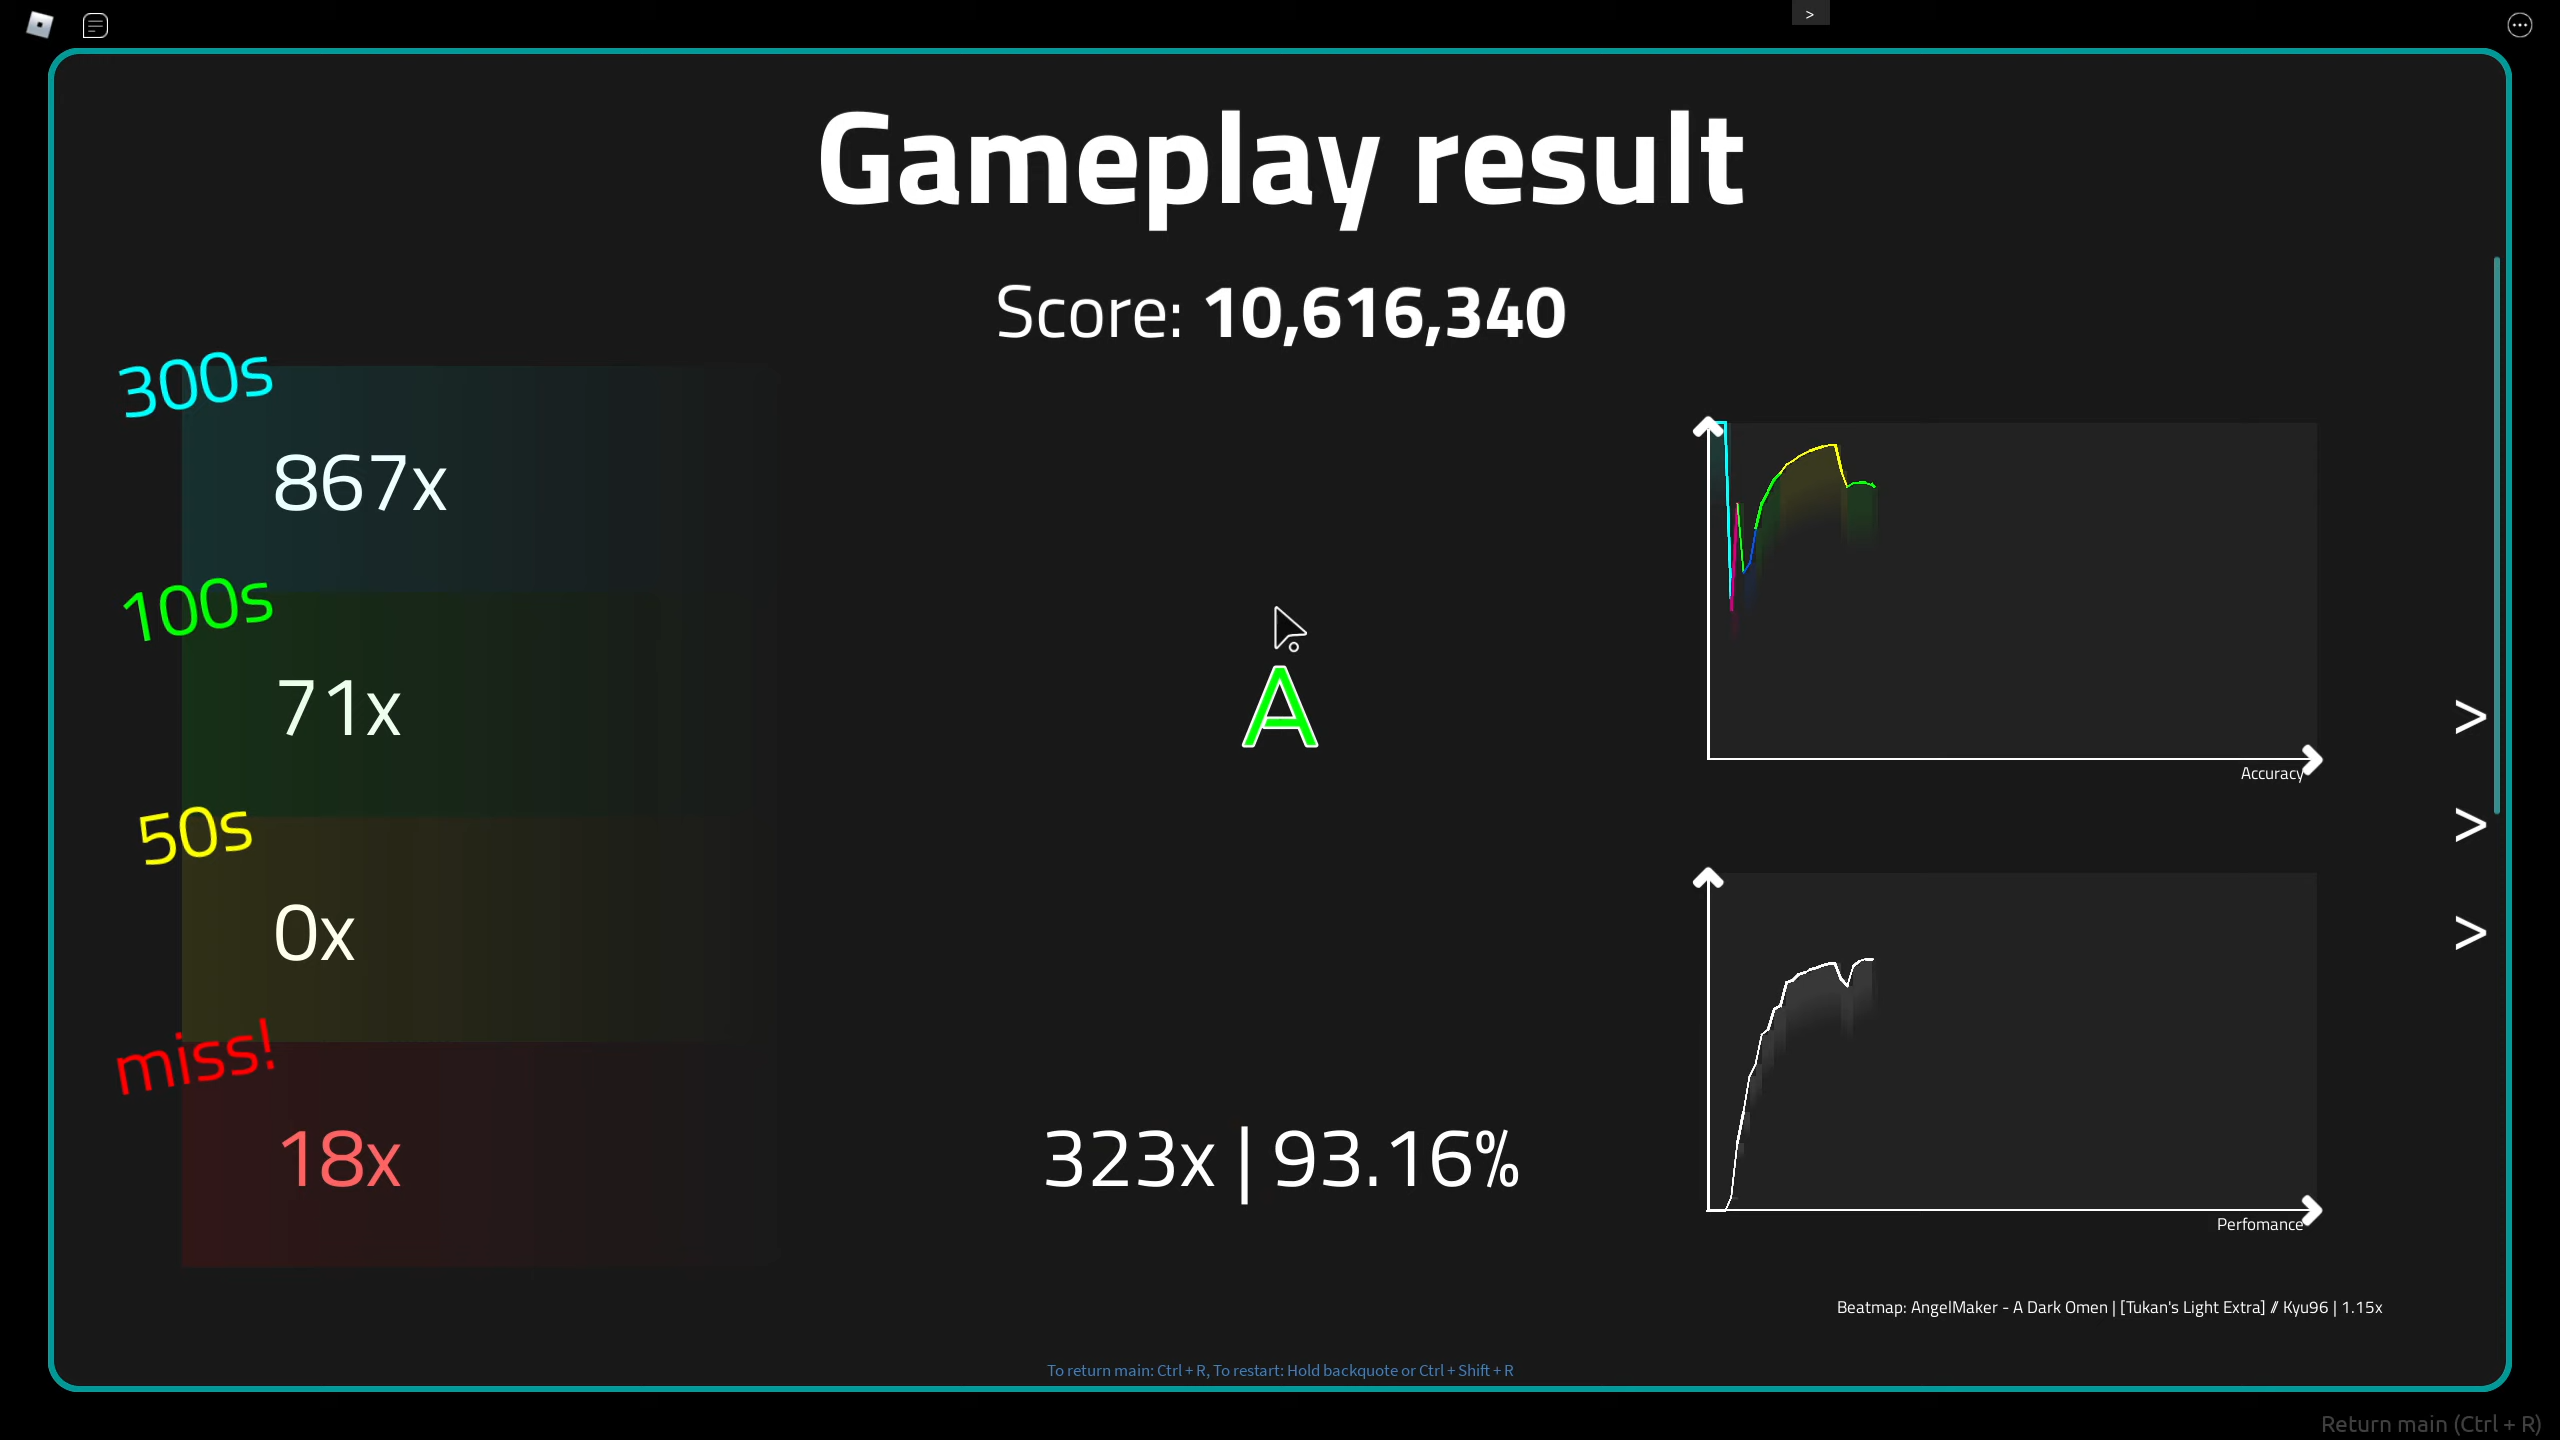 >
Gameplay result
Score: 10,616,340
300s
867x
100s
71x
50s
0x
miss!
18x
A
323x | 93.16%
Accuracy
Perfomance
>
>
>
Beatmap: AngelMaker - A Dark Omen | [Tukan's Light Extra] // Kyu96 | 1.15x
To return main: Ctrl + R, To restart: Hold backquote or Ctrl + Shift + R
Return main (Ctrl + R)